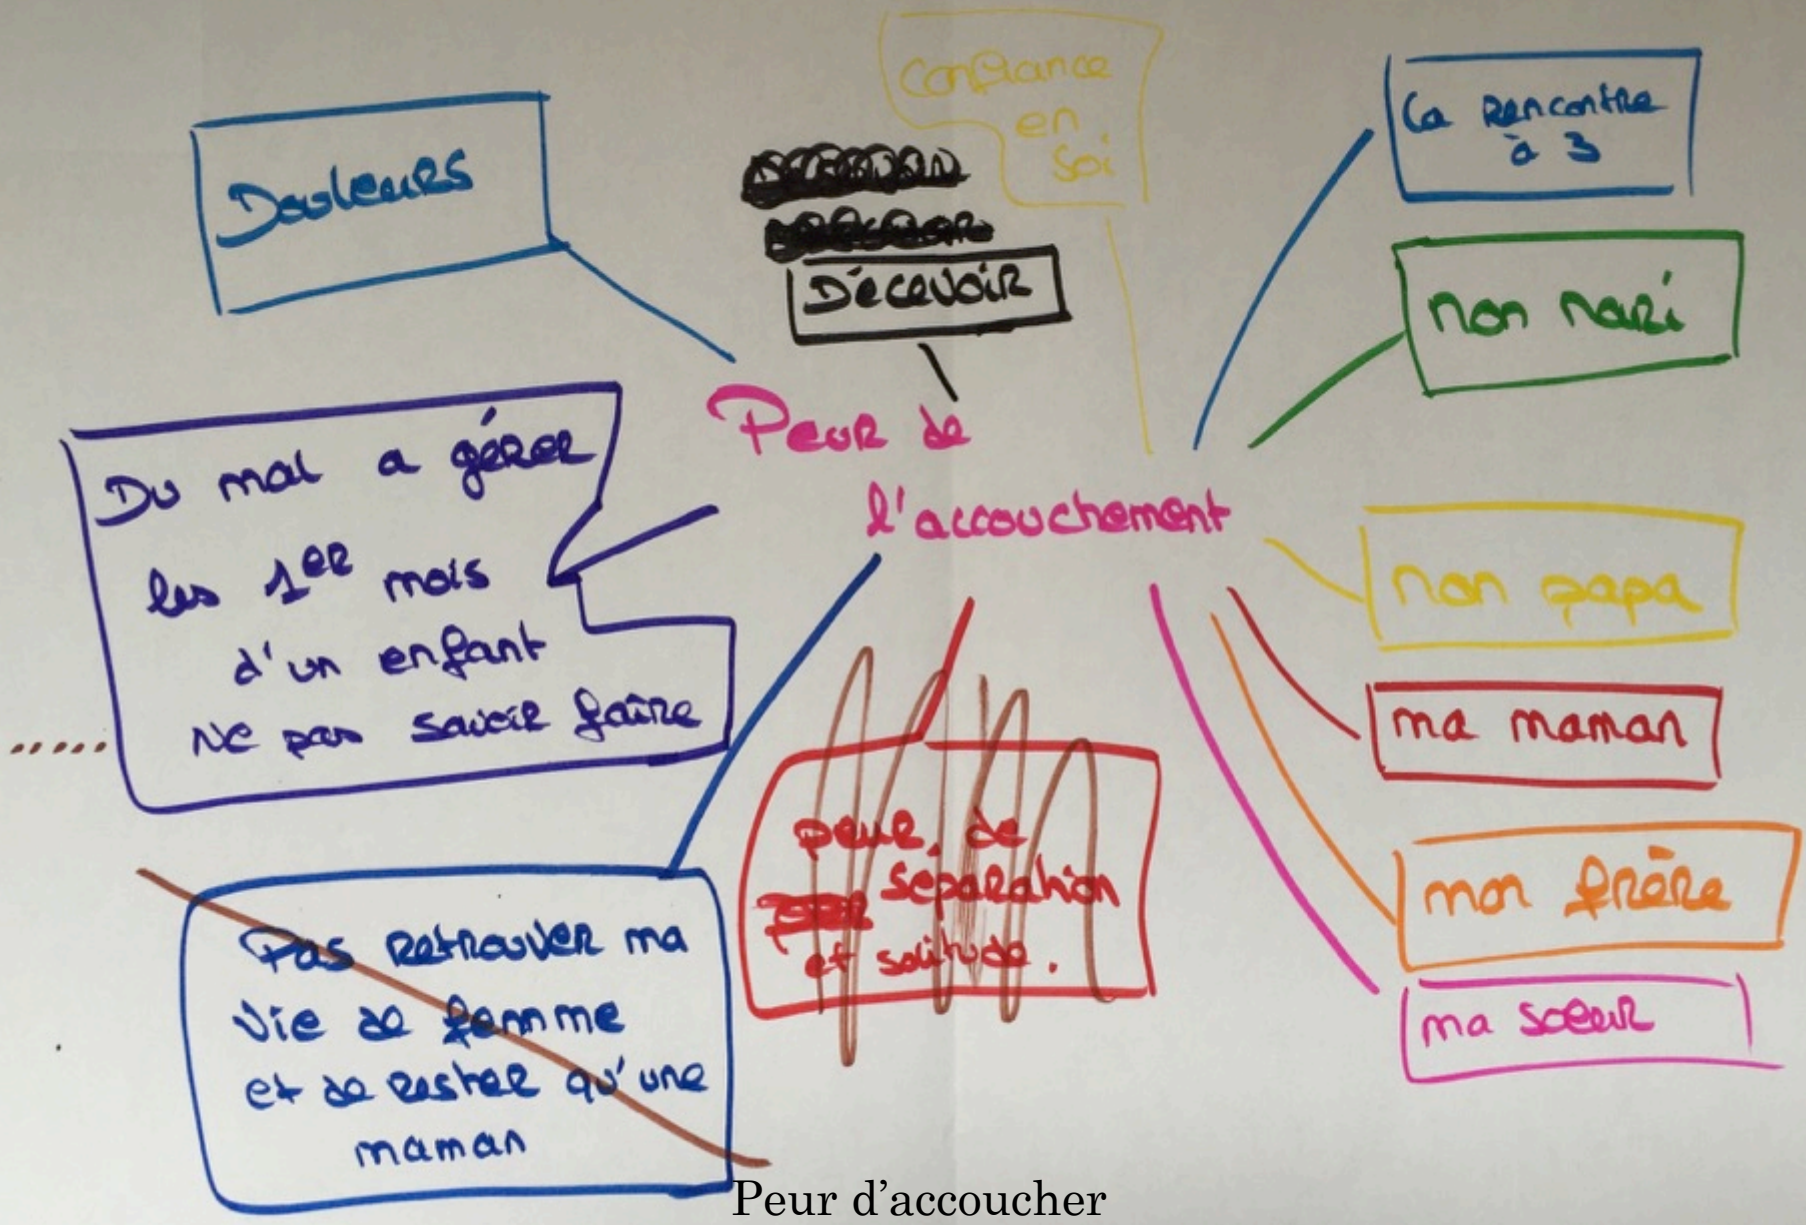 Confiance
en
soi
La rencontre
à 3
Douleurs
Décevoir
mon mari
Peur de
l'accouchement
Du mal a gérer
les 1er mois
d'un enfant
Ne pas savoir faire
mon papa
ma maman
peur de
séparation
et solitude.
mon frère
ma soeur
Pas retrouver ma
vie de femme
et de rester qu'une
maman
Peur d'accoucher